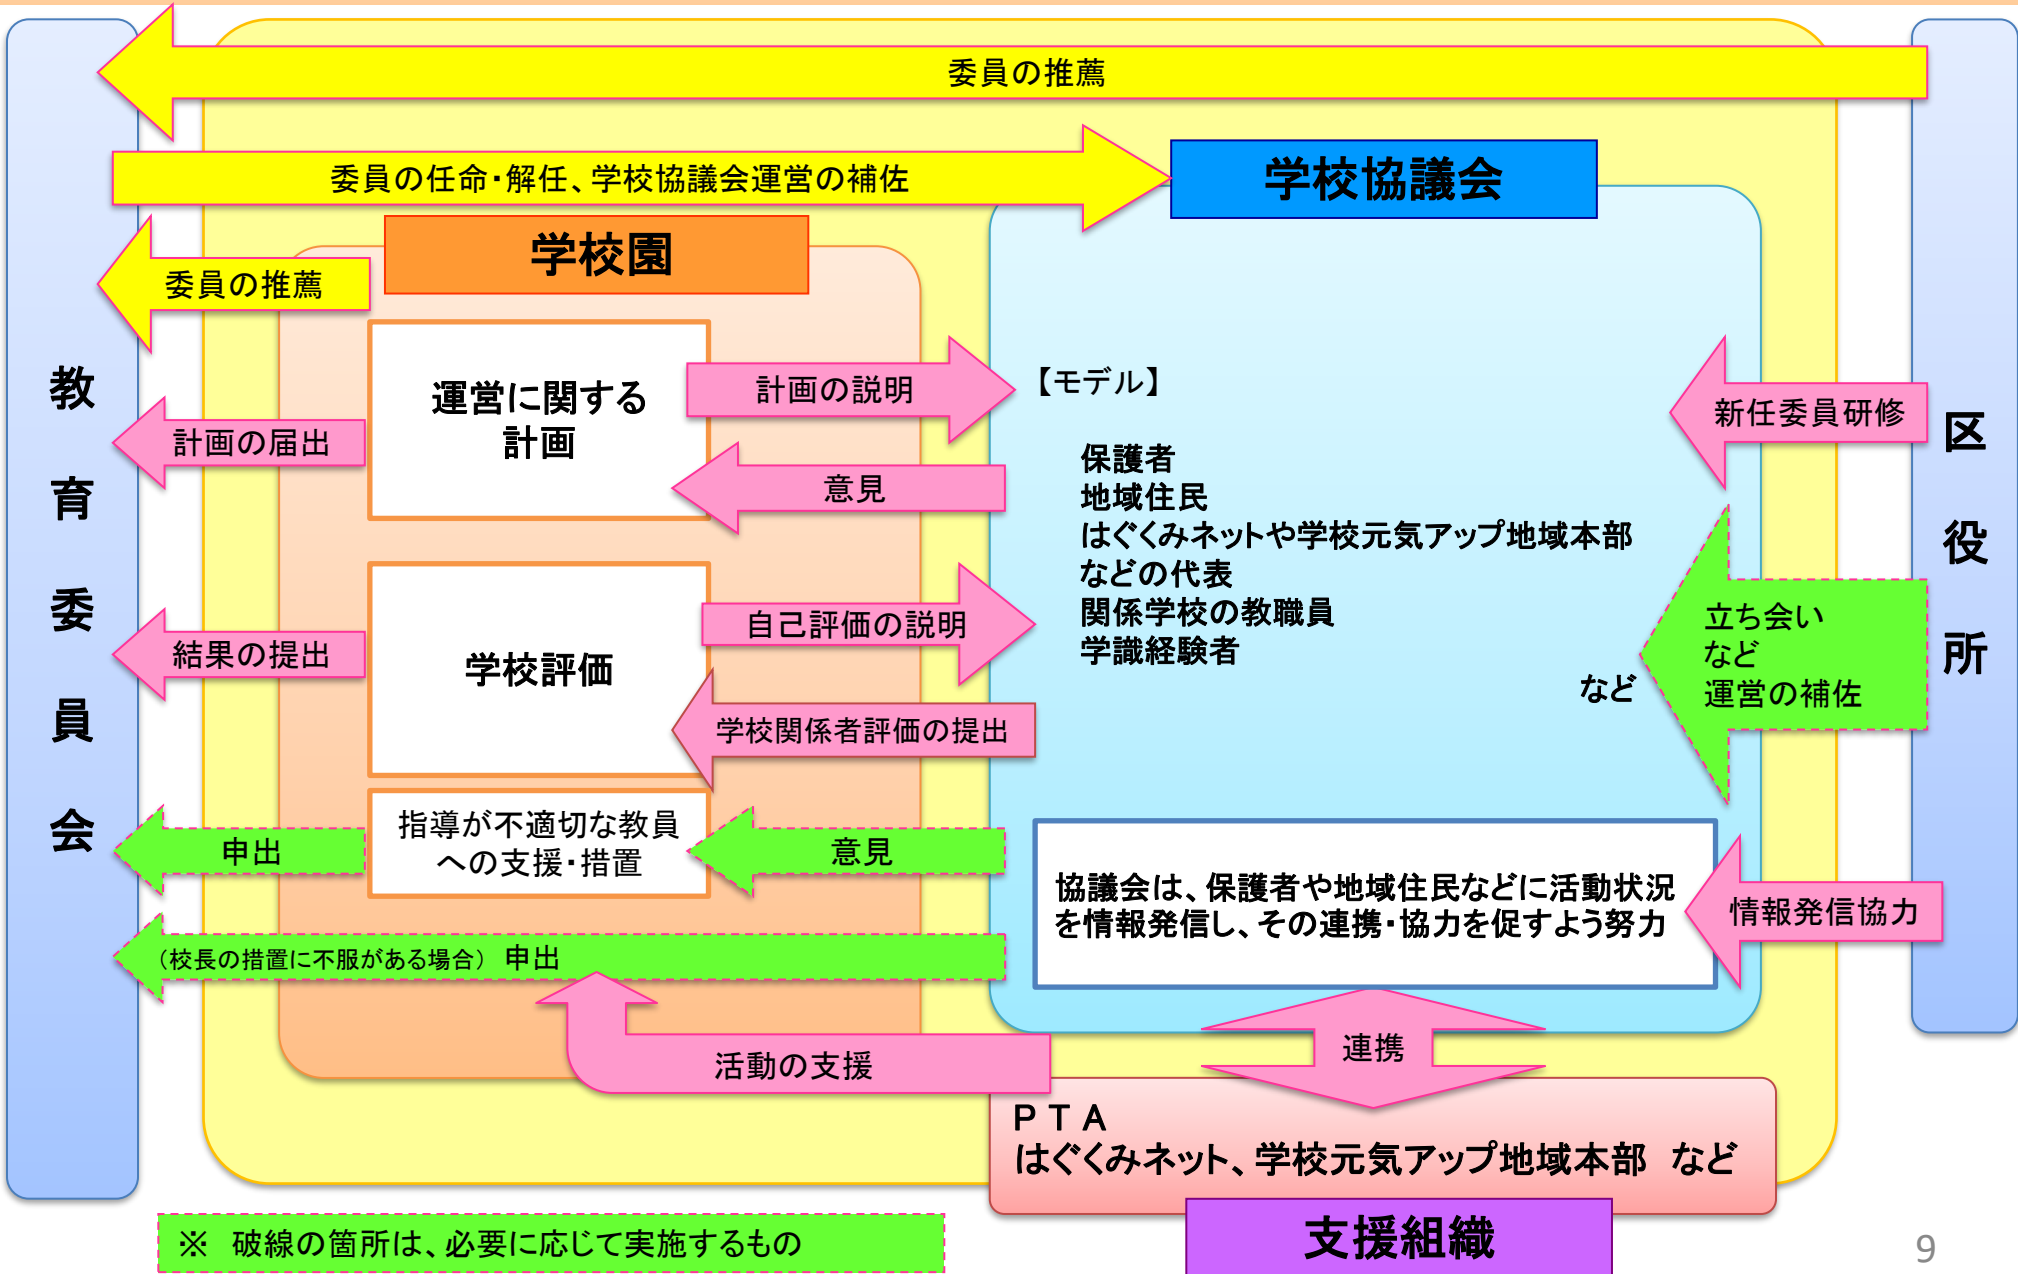 委員の推薦
委員の任命・解任、学校協議会運営の補佐
学校協議会
学校園
委員の推薦
教育委員会
区役所
運営に関する
計画
計画の説明
計画の届出
意見
【モデル】
保護者
地域住民
はぐくみネットや学校元気アップ地域本部
などの代表
関係学校の教職員
学識経験者
など
新任委員研修
立ち会い
など
運営の補佐
学校評価
自己評価の説明
結果の提出
学校関係者評価の提出
指導が不適切な教員
への支援・措置
申出
意見
協議会は、保護者や地域住民などに活動状況
を情報発信し、その連携・協力を促すよう努力
情報発信協力
（校長の措置に不服がある場合） 申出
活動の支援
連携
ＰＴＡ
はぐくみネット、学校元気アップ地域本部 など
支援組織
※ 破線の箇所は、必要に応じて実施するもの
9